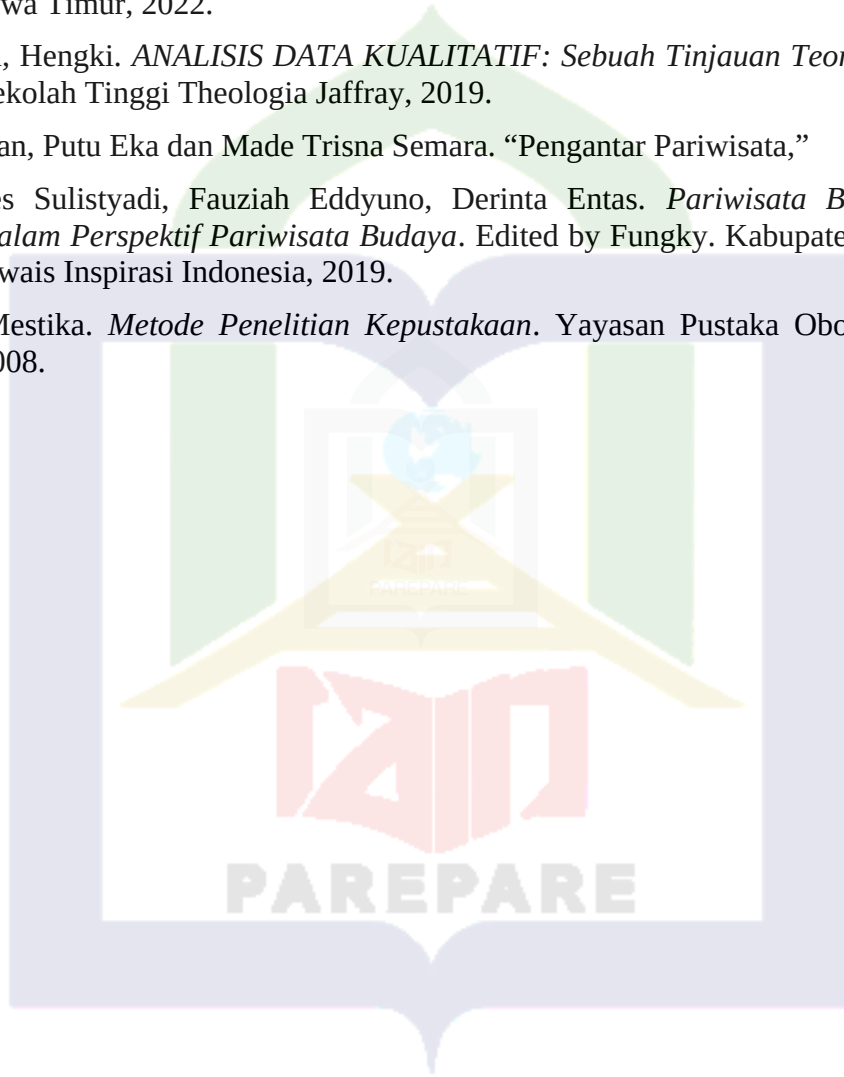 wa Timur, 2022.
, Hengki. ANALISIS DATA KUALITATIF: Sebuah Tinjauan Teor
ekolah Tinggi Theologia Jaffray, 2019.
an, Putu Eka dan Made Trisna Semara. “Pengantar Pariwisata,”
es Sulistyadi, Fauziah Eddyuno, Derinta Entas. Pariwisata B
alam Perspektif Pariwisata Budaya. Edited by Fungky. Kabupate
wais Inspirasi Indonesia, 2019.
Mestika. Metode Penelitian Kepustakaan. Yayasan Pustaka Obo
008.
iain
PAREPARE
iain
PAREPARE